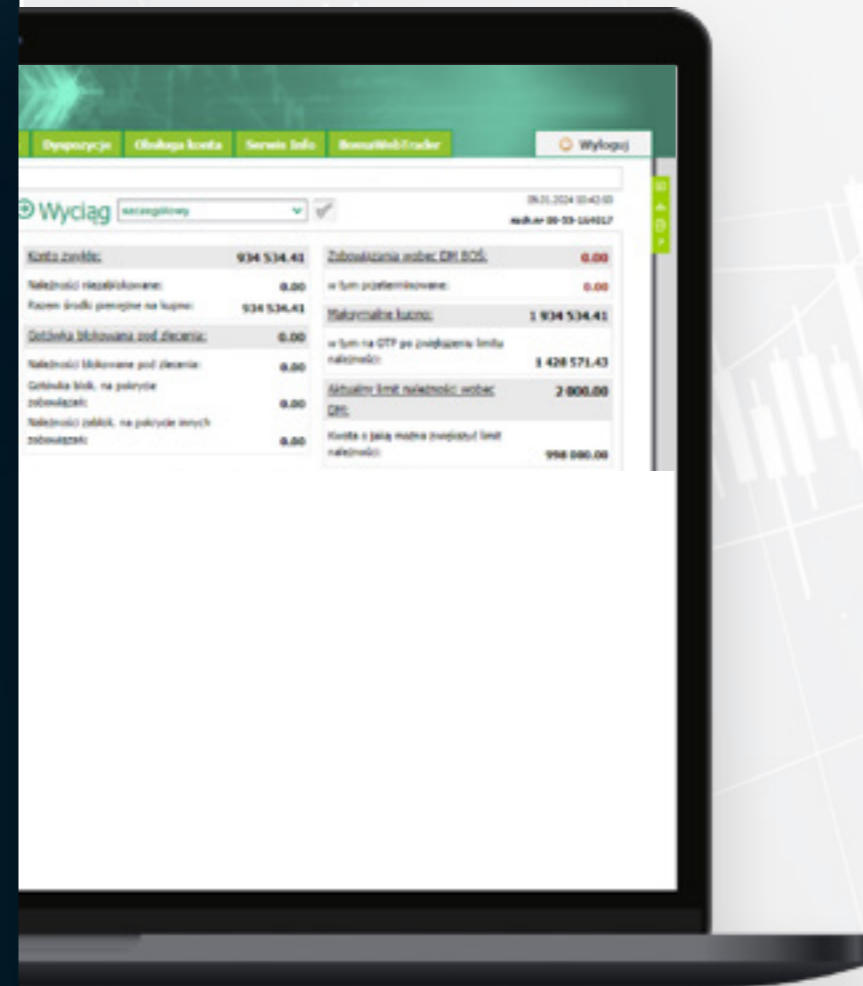 Dyspozycje Obsługa konta Serwis Info BossaWebTrader Wyloguj
Wyciąg szczegółowy
Konto zwykłe: 934 534.41
Należności niezablokowane: 0.00
Razem środki pieniężne na kupno: 934 534.41
Gotówka blokowana pod zlecenia: 0.00
Należności blokowane pod zlecenia: 0.00
Gotówka blok. na pokrycie
zobowiązań: 0.00
Należności zablok. na pokrycie innych
zobowiązań: 0.00
Zobowiązania wobec DM BOŚ: 0.00
w tym przeterminowane: 0.00
Maksymalne kupno: 1 934 534.41
w tym na OTP po zwiększeniu limitu
należności: 1 428 571.43
Aktualny limit należności wobec 2 000.00
DM:
Kwota o jaką można zwiększyć limit
należności: 998 000.00